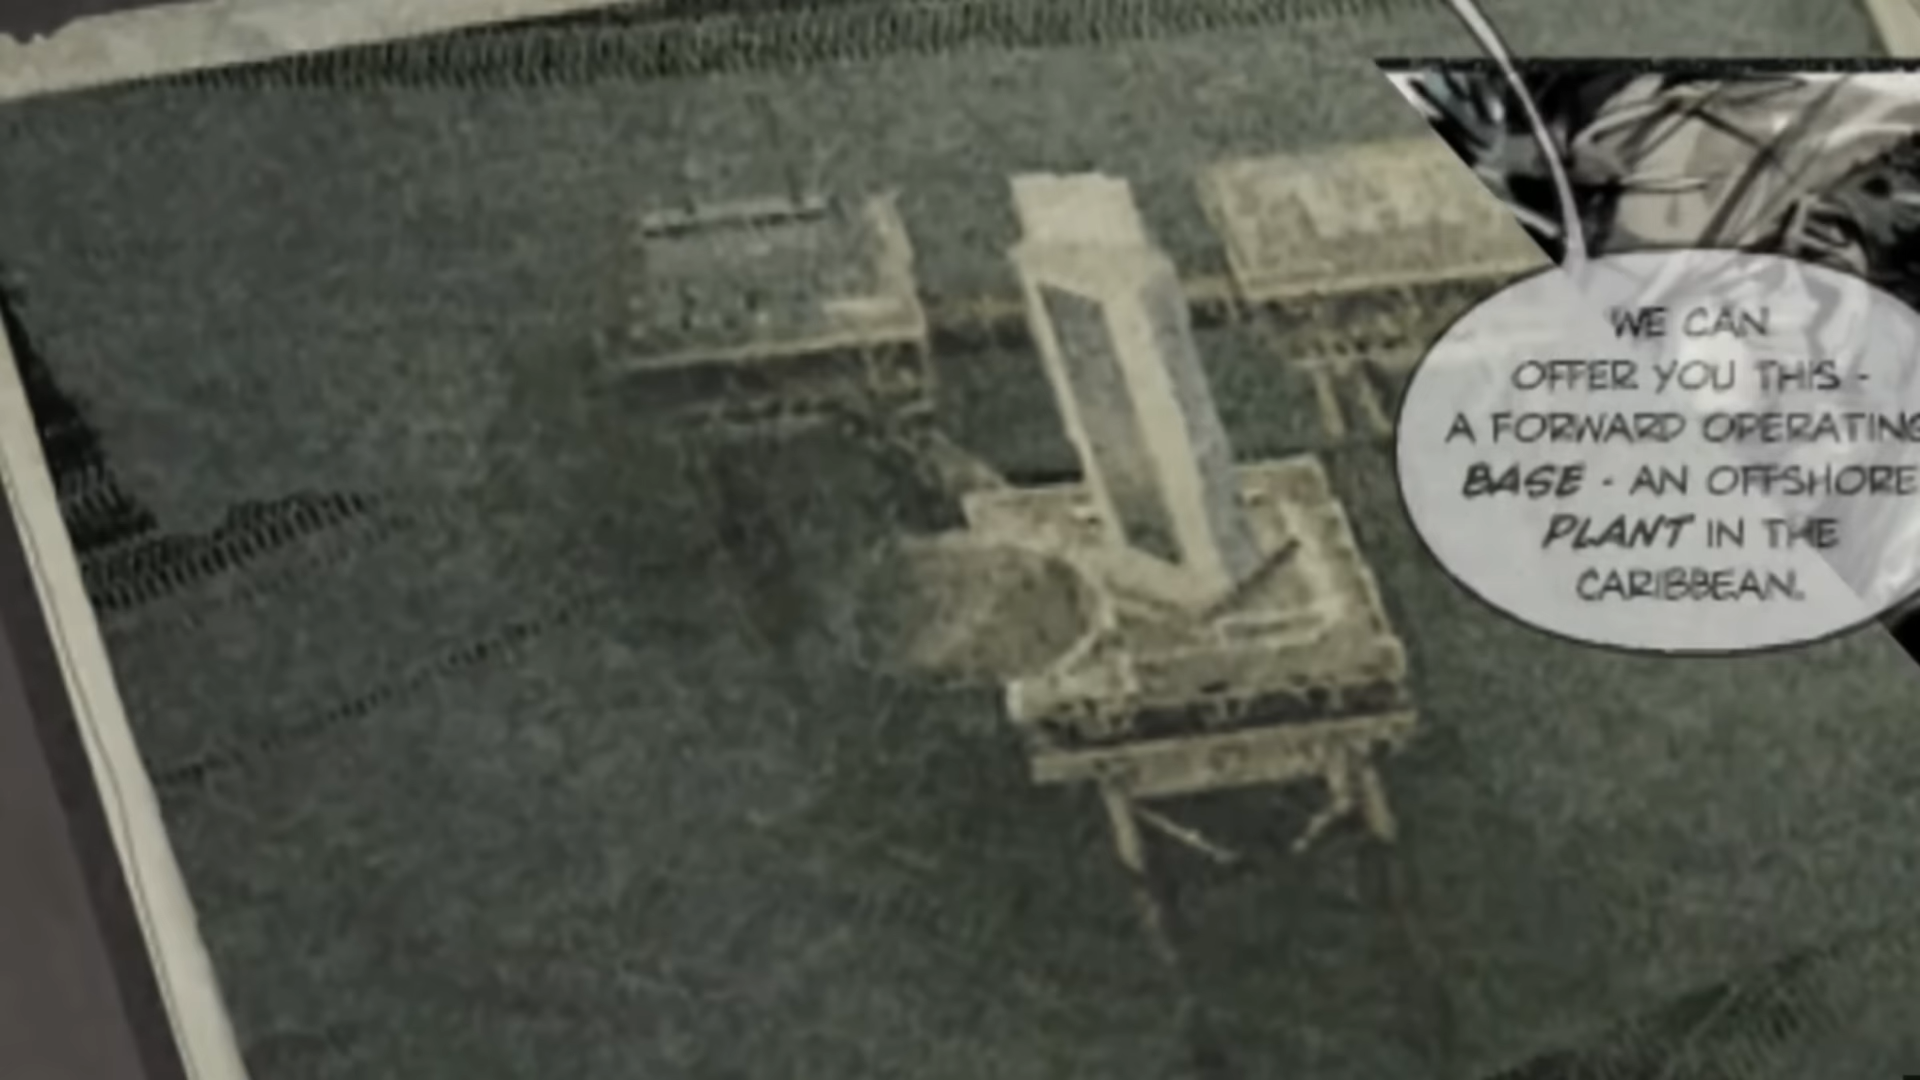 WE CAN
OFFER YOU THIS -
A FORWARD OPERATING
BASE - AN OFFSHORE
PLANT IN THE
CARIBBEAN.